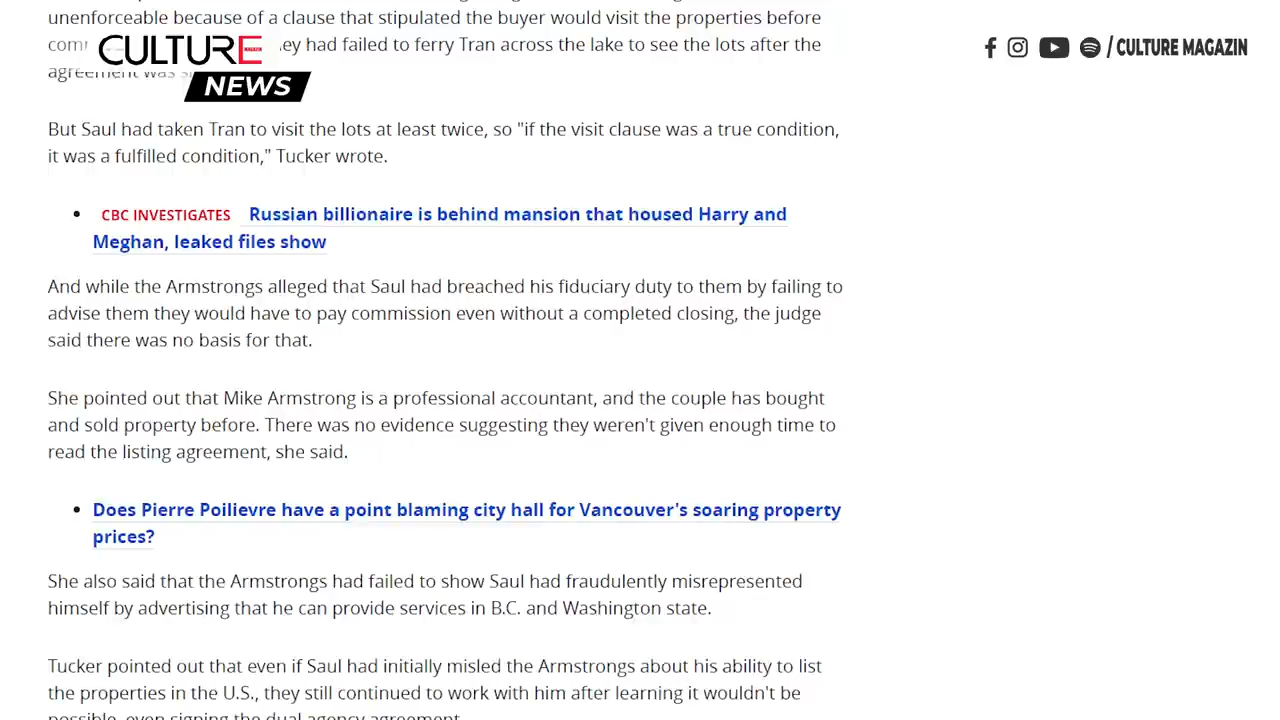 unenforceable because of a clause that stipulated the buyer would visit the properties before
ey had failed to ferry Tran across the lake to see the lots after the
agreement was
CULTURE
NEWS
/ CULTURE MAGAZIN
But Saul had taken Tran to visit the lots at least twice, so "if the visit clause was a true condition,
it was a fulfilled condition," Tucker wrote.
• CBC INVESTIGATES Russian billionaire is behind mansion that housed Harry and
Meghan, leaked files show
And while the Armstrongs alleged that Saul had breached his fiduciary duty to them by failing to
advise them they would have to pay commission even without a completed closing, the judge
said there was no basis for that.
She pointed out that Mike Armstrong is a professional accountant, and the couple has bought
and sold property before. There was no evidence suggesting they weren't given enough time to
read the listing agreement, she said.
• Does Pierre Poilievre have a point blaming city hall for Vancouver's soaring property
prices?
She also said that the Armstrongs had failed to show Saul had fraudulently misrepresented
himself by advertising that he can provide services in B.C. and Washington state.
Tucker pointed out that even if Saul had initially misled the Armstrongs about his ability to list
the properties in the U.S., they still continued to work with him after learning it wouldn't be
possible, even signing the dual agency agreement.